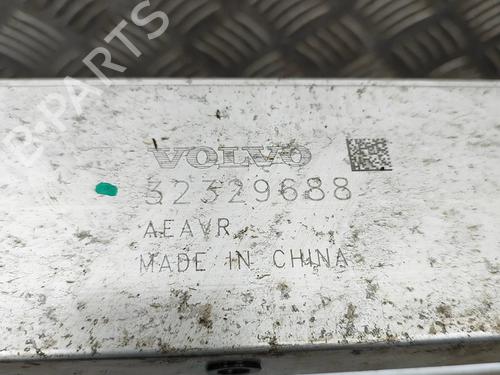 B-PARTS
VOLVO
32329688
AEAVR
MADE IN CHINA